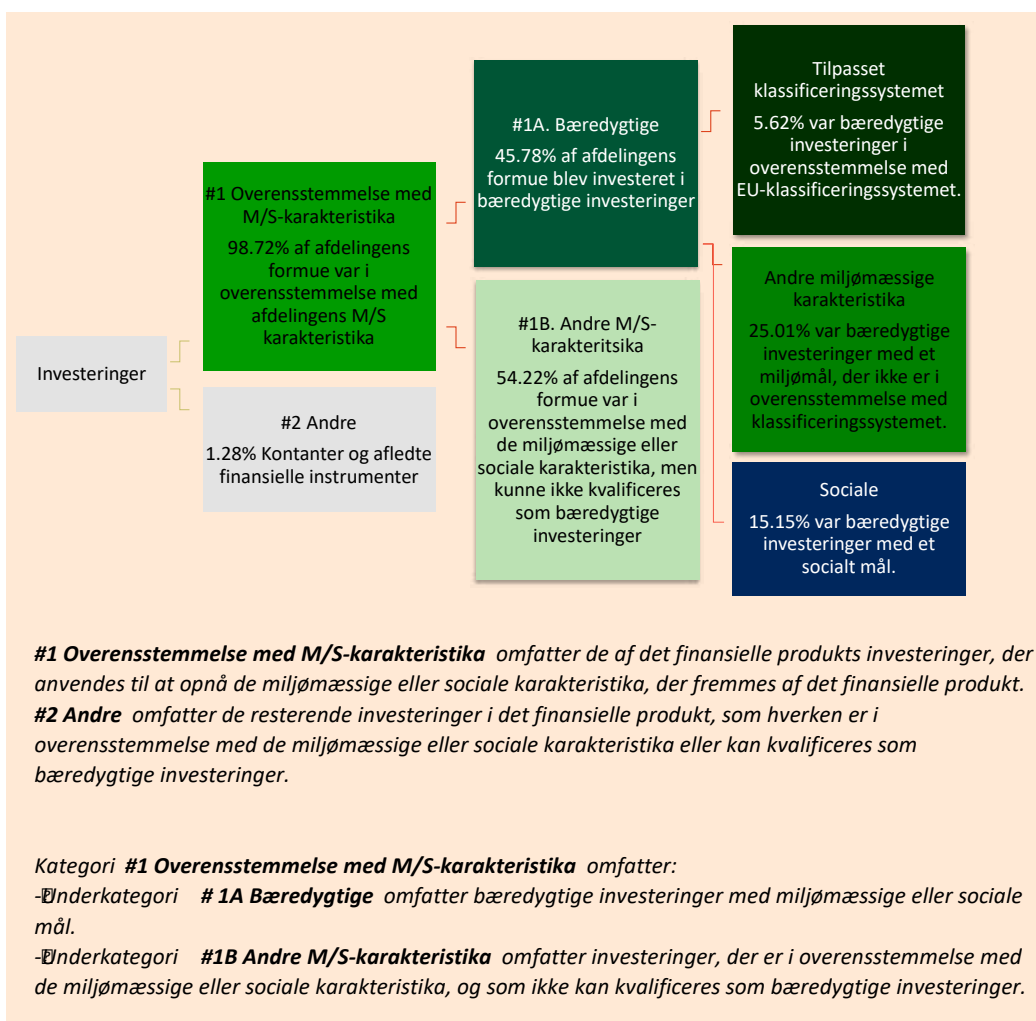 Investeringer
#1 Overensstemmelse med
M/S-karakteristika
98.72% af afdelingens
formue var i
overensstemmelse med
afdelingens M/S
karakteristika
#2 Andre
1.28% Kontanter og afledte
finansielle instrumenter
#1A. Bæredygtige
45.78% af afdelingens
formue blev investeret i
bæredygtige investeringer
#1B. Andre M/S-
karakteritsika
54.22% af afdelingens
formue var i
overensstemmelse med
de miljømæssige eller
sociale karakteristika, men
kunne ikke kvalificeres
som bæredygtige
investeringer
Tilpasset
klassificeringssystemet
5.62% var bæredygtige
investeringer i
overensstemmelse med
EU-klassificeringssystemet.
Andre miljømæssige
karakteristika
25.01% var bæredygtige
investeringer med et
miljømål, der ikke er i
overensstemmelse med
klassificeringssystemet.
Sociale
15.15% var bæredygtige
investeringer med et
socialt mål.
#1 Overensstemmelse med M/S-karakteristika omfatter de af det finansielle produkts investeringer, der
anvendes til at opnå de miljømæssige eller sociale karakteristika, der fremmes af det finansielle produkt.
#2 Andre omfatter de resterende investeringer i det finansielle produkt, som hverken er i
overensstemmelse med de miljømæssige eller sociale karakteristika eller kan kvalificeres som
bæredygtige investeringer.
Kategori #1 Overensstemmelse med M/S-karakteristika omfatter:
-Underkategori # 1A Bæredygtige omfatter bæredygtige investeringer med miljømæssige eller sociale
mål.
-Underkategori #1B Andre M/S-karakteristika omfatter investeringer, der er i overensstemmelse med
de miljømæssige eller sociale karakteristika, og som ikke kan kvalificeres som bæredygtige investeringer.